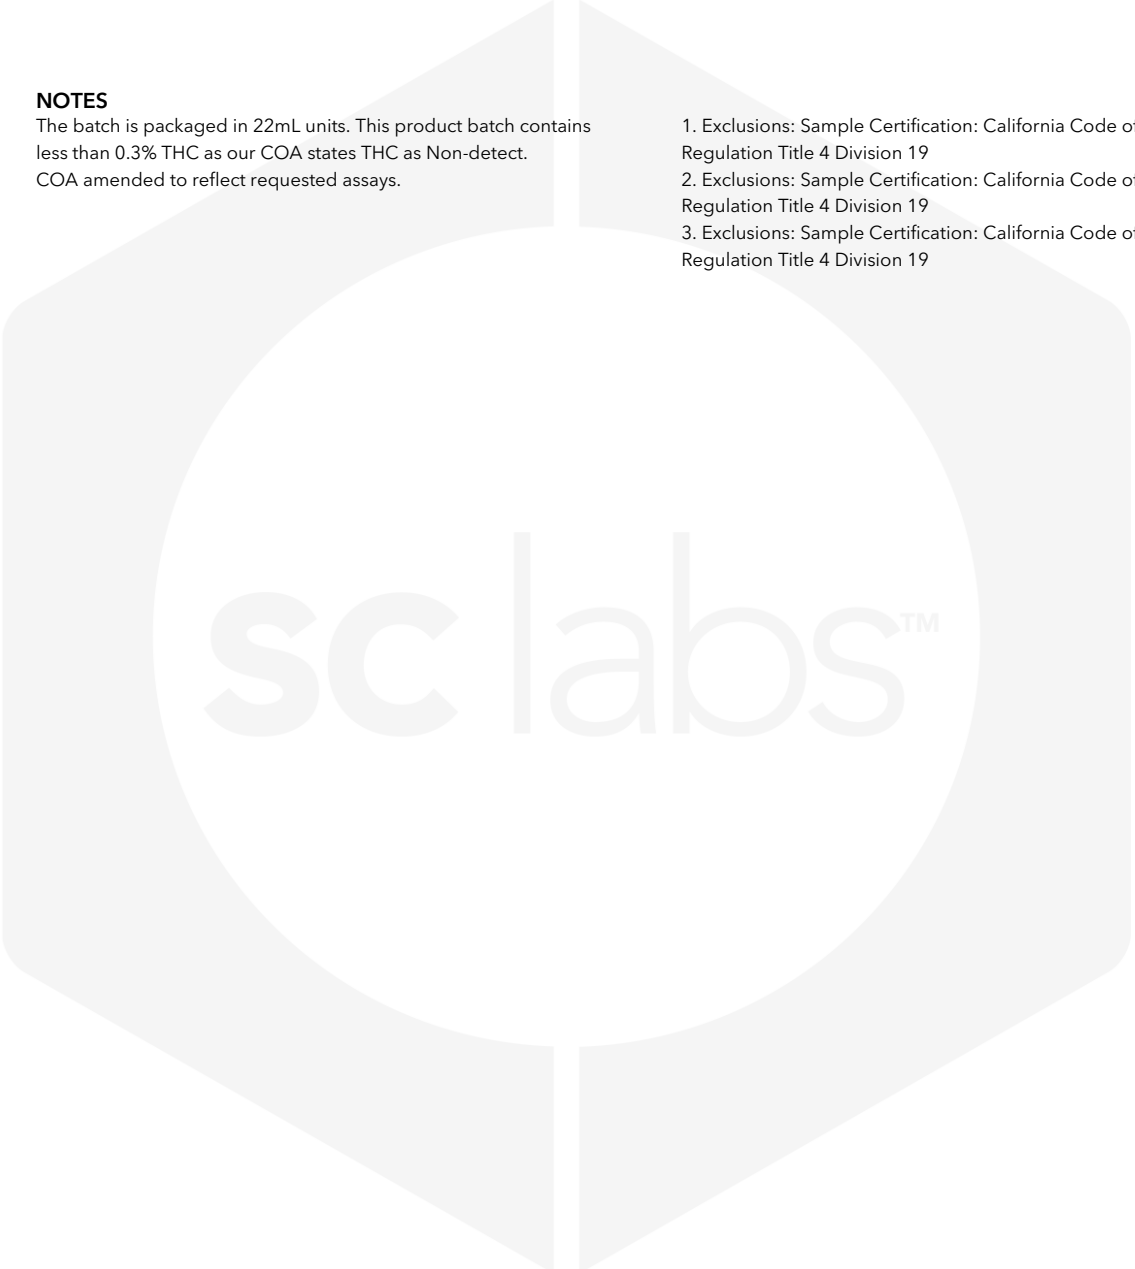 NOTES
The batch is packaged in 22mL units. This product batch contains
less than 0.3% THC as our COA states THC as Non-detect.
COA amended to reflect requested assays.
1. Exclusions: Sample Certification: California Code of
Regulation Title 4 Division 19
2. Exclusions: Sample Certification: California Code of
Regulation Title 4 Division 19
3. Exclusions: Sample Certification: California Code of
Regulation Title 4 Division 19
sc labs™